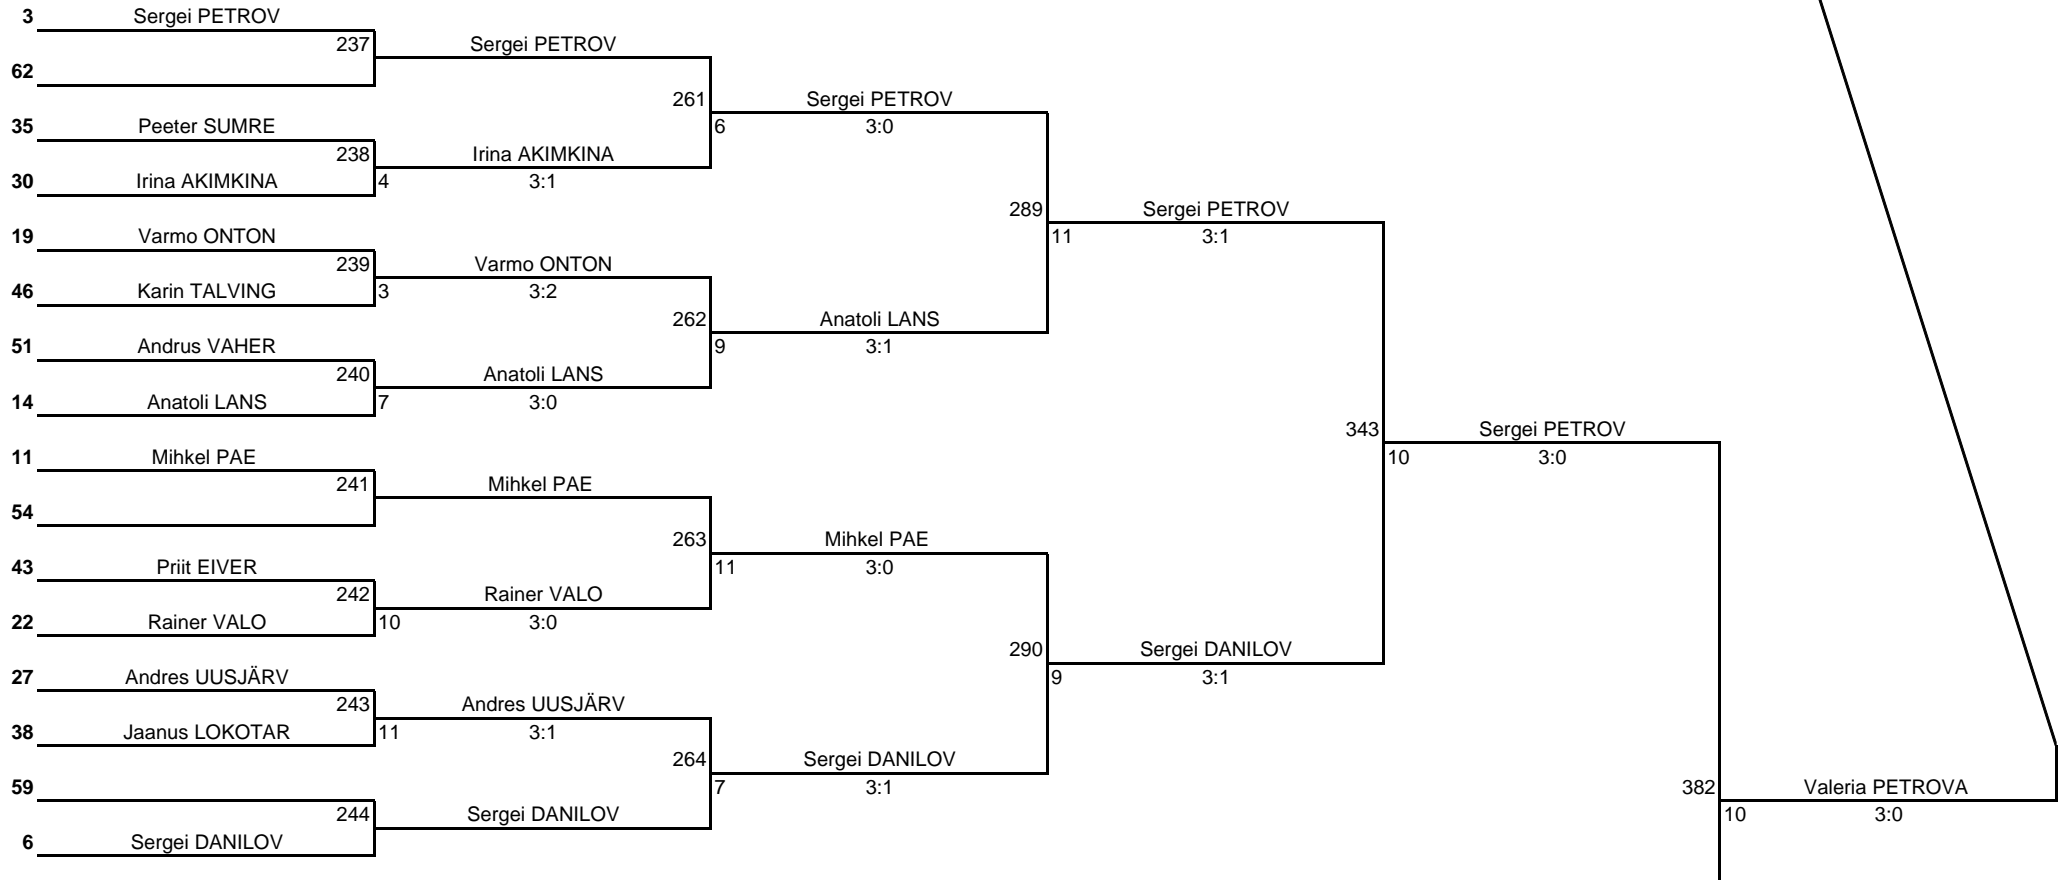 3 Sergei PETROV
237 Sergei PETROV
62
261 Sergei PETROV
35 Peeter SUMRE 6 3:0
238 Irina AKIMKINA
30 Irina AKIMKINA 4 3:1
289 Sergei PETROV
19 Varmo ONTON 11 3:1
239 Varmo ONTON
46 Karin TALVING 3 3:2
262 Anatoli LANS
51 Andrus VAHER 9 3:1
240 Anatoli LANS
14 Anatoli LANS 7 3:0
343 Sergei PETROV
11 Mihkel PAE 10 3:0
241 Mihkel PAE
54
263 Mihkel PAE
43 Priit EIVER 11 3:0
242 Rainer VALO
22 Rainer VALO 10 3:0
290 Sergei DANILOV
27 Andres UUSJÄRV 9 3:1
243 Andres UUSJÄRV
38 Jaanus LOKOTAR 11 3:1
264 Sergei DANILOV
59 7 3:1 382 Valeria PETROVA
244 Sergei DANILOV 10 3:0
6 Sergei DANILOV